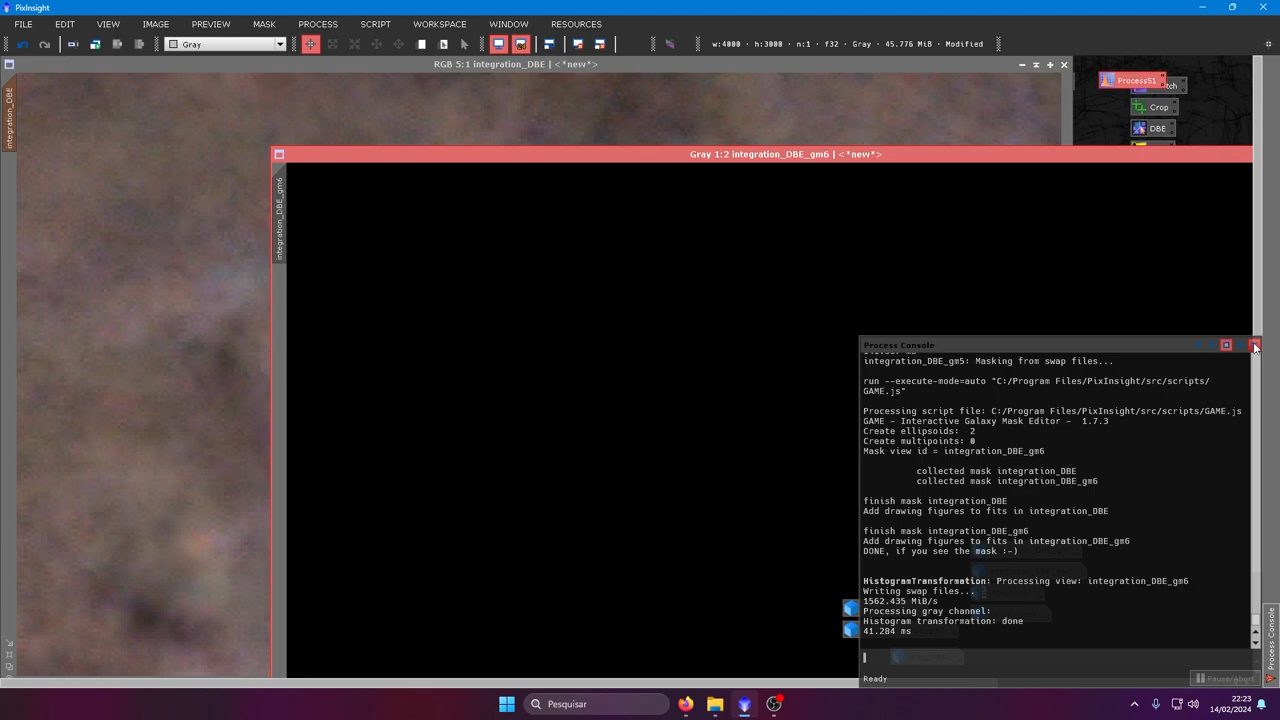 PixInsight
FILE EDIT VIEW IMAGE PREVIEW MASK PROCESS SCRIPT WORKSPACE WINDOW RESOURCES
Gray
w:4000 · h:3000 · n:1 · f32 · Gray · 45.776 MiB · Modified
RGB 5:1 integration_DBE | <*new*>
integration_DBE
Process51
tch
Crop
DBE
Gray 1:2 integration_DBE_gm6 | <*new*>
integration_DBE_gm6
Process Console
integration_DBE_gm5: Masking from swap files...
run --execute-mode=auto "C:/Program Files/PixInsight/src/scripts/
GAME.js"
Processing script file: C:/Program Files/PixInsight/src/scripts/GAME.js
GAME - Interactive Galaxy Mask Editor - 1.7.3
Create ellipsoids: 2
Create multipoints: 0
Mask view id = integration_DBE_gm6
collected mask integration_DBE
collected mask integration_DBE_gm6
finish mask integration_DBE
Add drawing figures to fits in integration_DBE
finish mask integration_DBE_gm6
Add drawing figures to fits in integration_DBE_gm6
DONE, if you see the mask :-)
HistogramTransformation: Processing view: integration_DBE_gm6
Writing swap files...
1562.435 MiB/s
Processing gray channel:
Histogram transformation: done
41.284 ms
Ready
Pause/Abort
Process Console
Pesquisar
22:23
14/02/2024